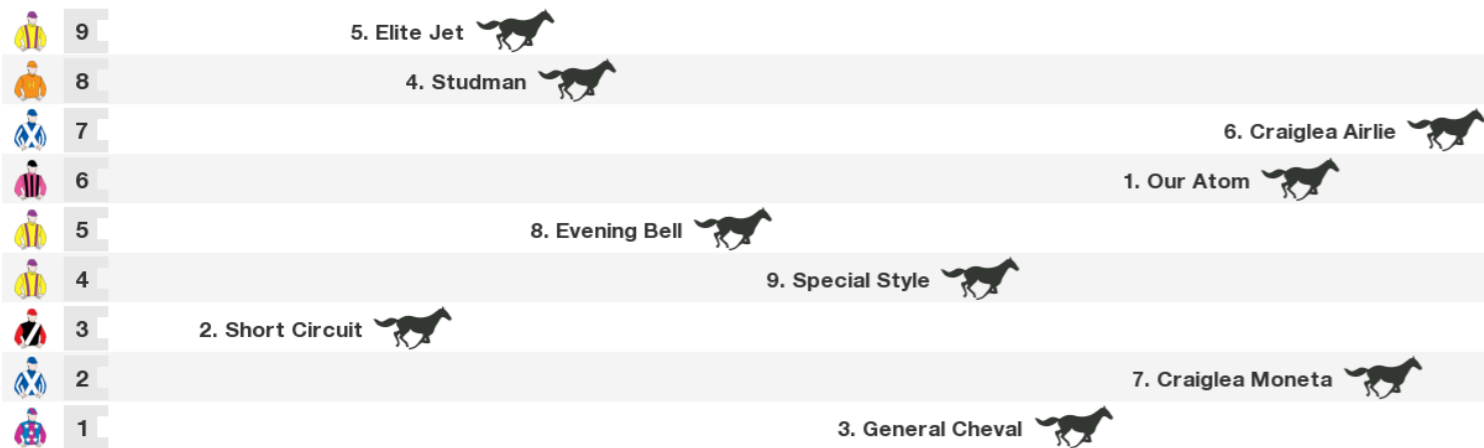 9 5. Elite Jet
8 4. Studman
7 6. Craiglea Airlie
6 1. Our Atom
5 8. Evening Bell
4 9. Special Style
3 2. Short Circuit
2 7. Craiglea Moneta
1 3. General Cheval